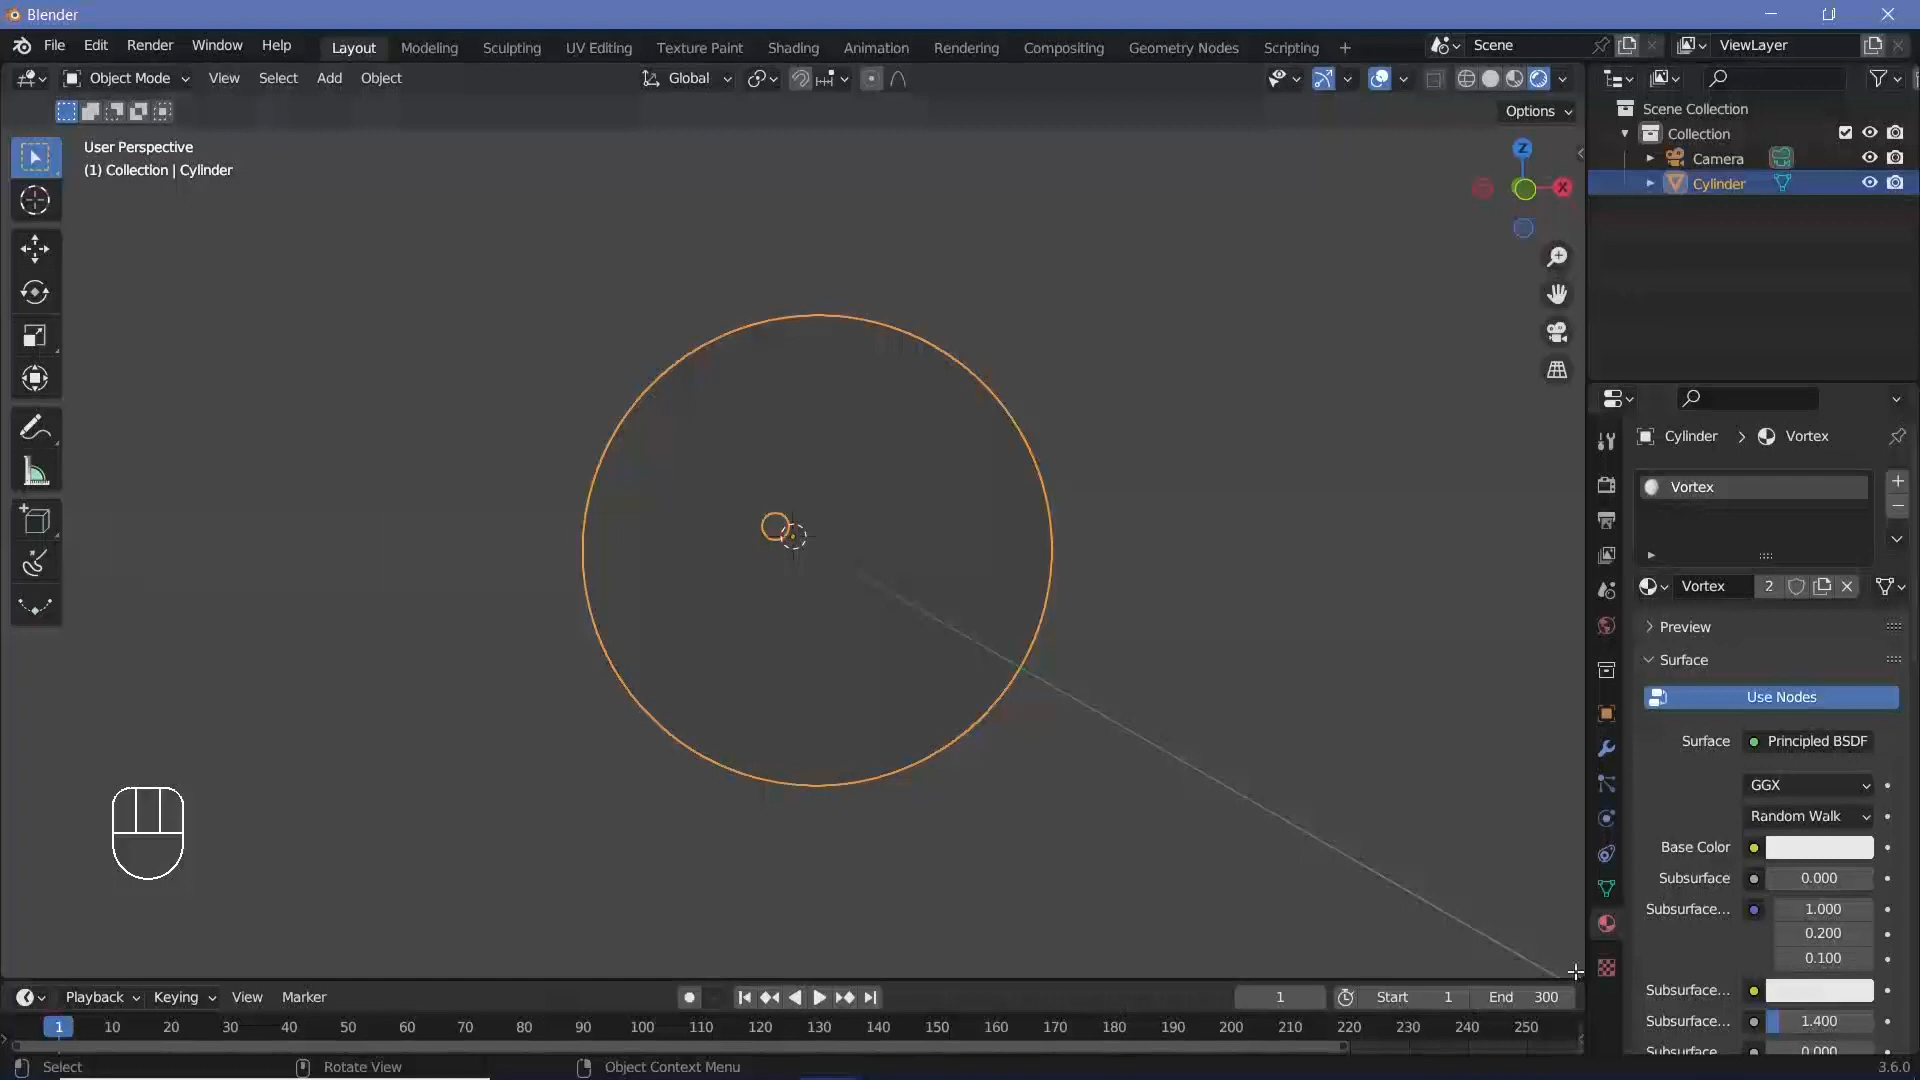 Blender
File Edit Render Window Help Layout Modeling Sculpting UV Editing Texture Paint Shading Animation Rendering Compositing Geometry Nodes Scripting + Scene ViewLayer
Object Mode View Select Add Object Global
Options
User Perspective
(1) Collection | Cylinder
Z
X
Scene Collection
Collection
Camera
Cylinder
Cylinder > Vortex
Vortex
Vortex 2
Preview
Surface
Use Nodes
Surface Principled BSDF
GGX
Random Walk
Base Color
Subsurface 0.000
Subsurface... 1.000
0.200
0.100
Subsurface...
Subsurface... 1.400
Subsurface 0.000
Playback Keying View Marker 1 Start 1 End 300
1 10 20 30 40 50 60 70 80 90 100 110 120 130 140 150 160 170 180 190 200 210 220 230 240 250
Select Rotate View Object Context Menu 3.6.0